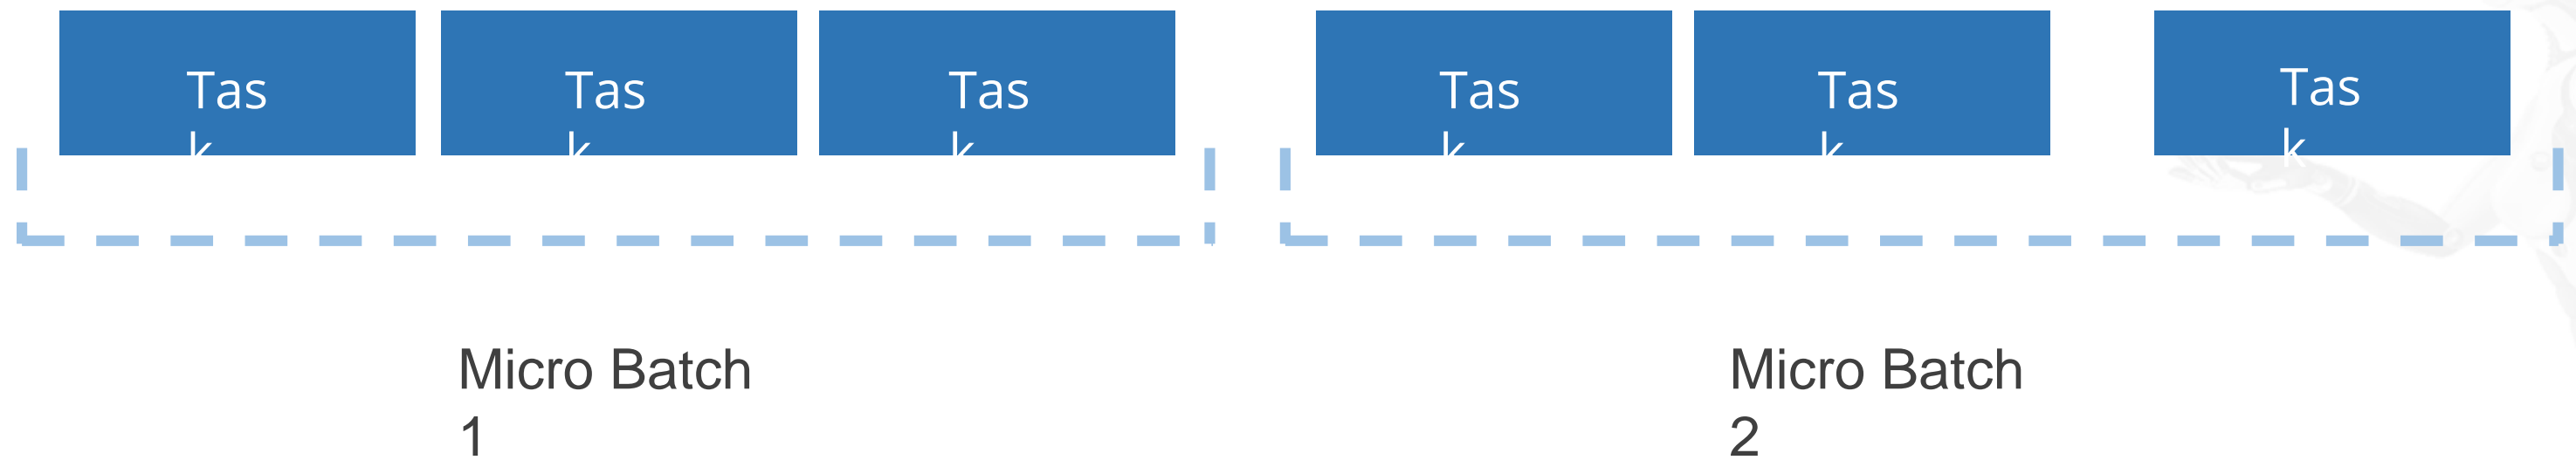 Tas Tas Tas Tas Tas Tas
k k k k k k
Micro Batch Micro Batch
1 2